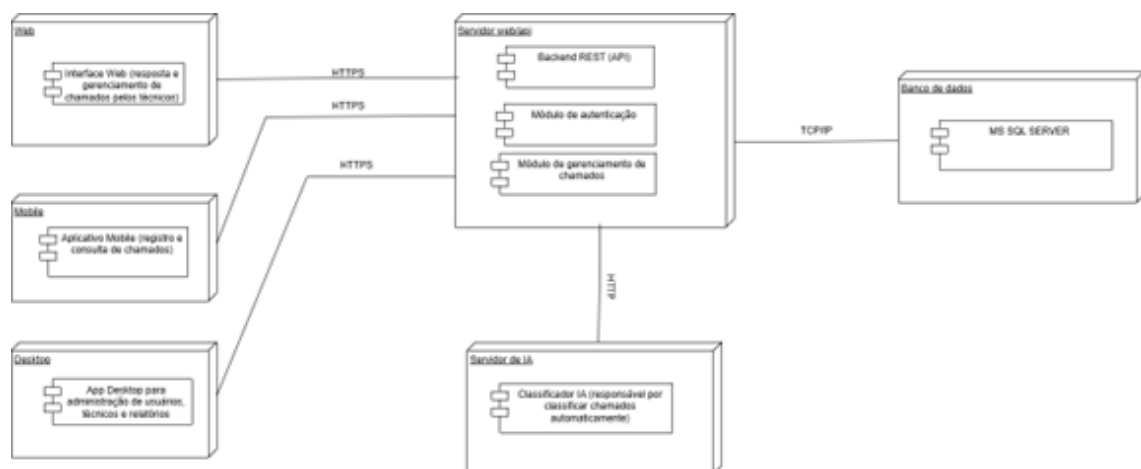 Web
Interface Web (resposta e
gerenciamento de
chamados pelos técnicos)
HTTPS
Servidor web/api
Backend REST (API)
Módulo de autenticação
Módulo de gerenciamento de
chamados
Banco de dados
MS SQL SERVER
TCP/IP
HTTPS
Mobile
Aplicativo Mobile (registro e
consulta de chamados)
HTTPS
Desktop
App Desktop para
administração de usuários,
técnicos e relatórios
HTTP
Servidor de IA
Classificador IA (responsável por
classificar chamados
automaticamente)